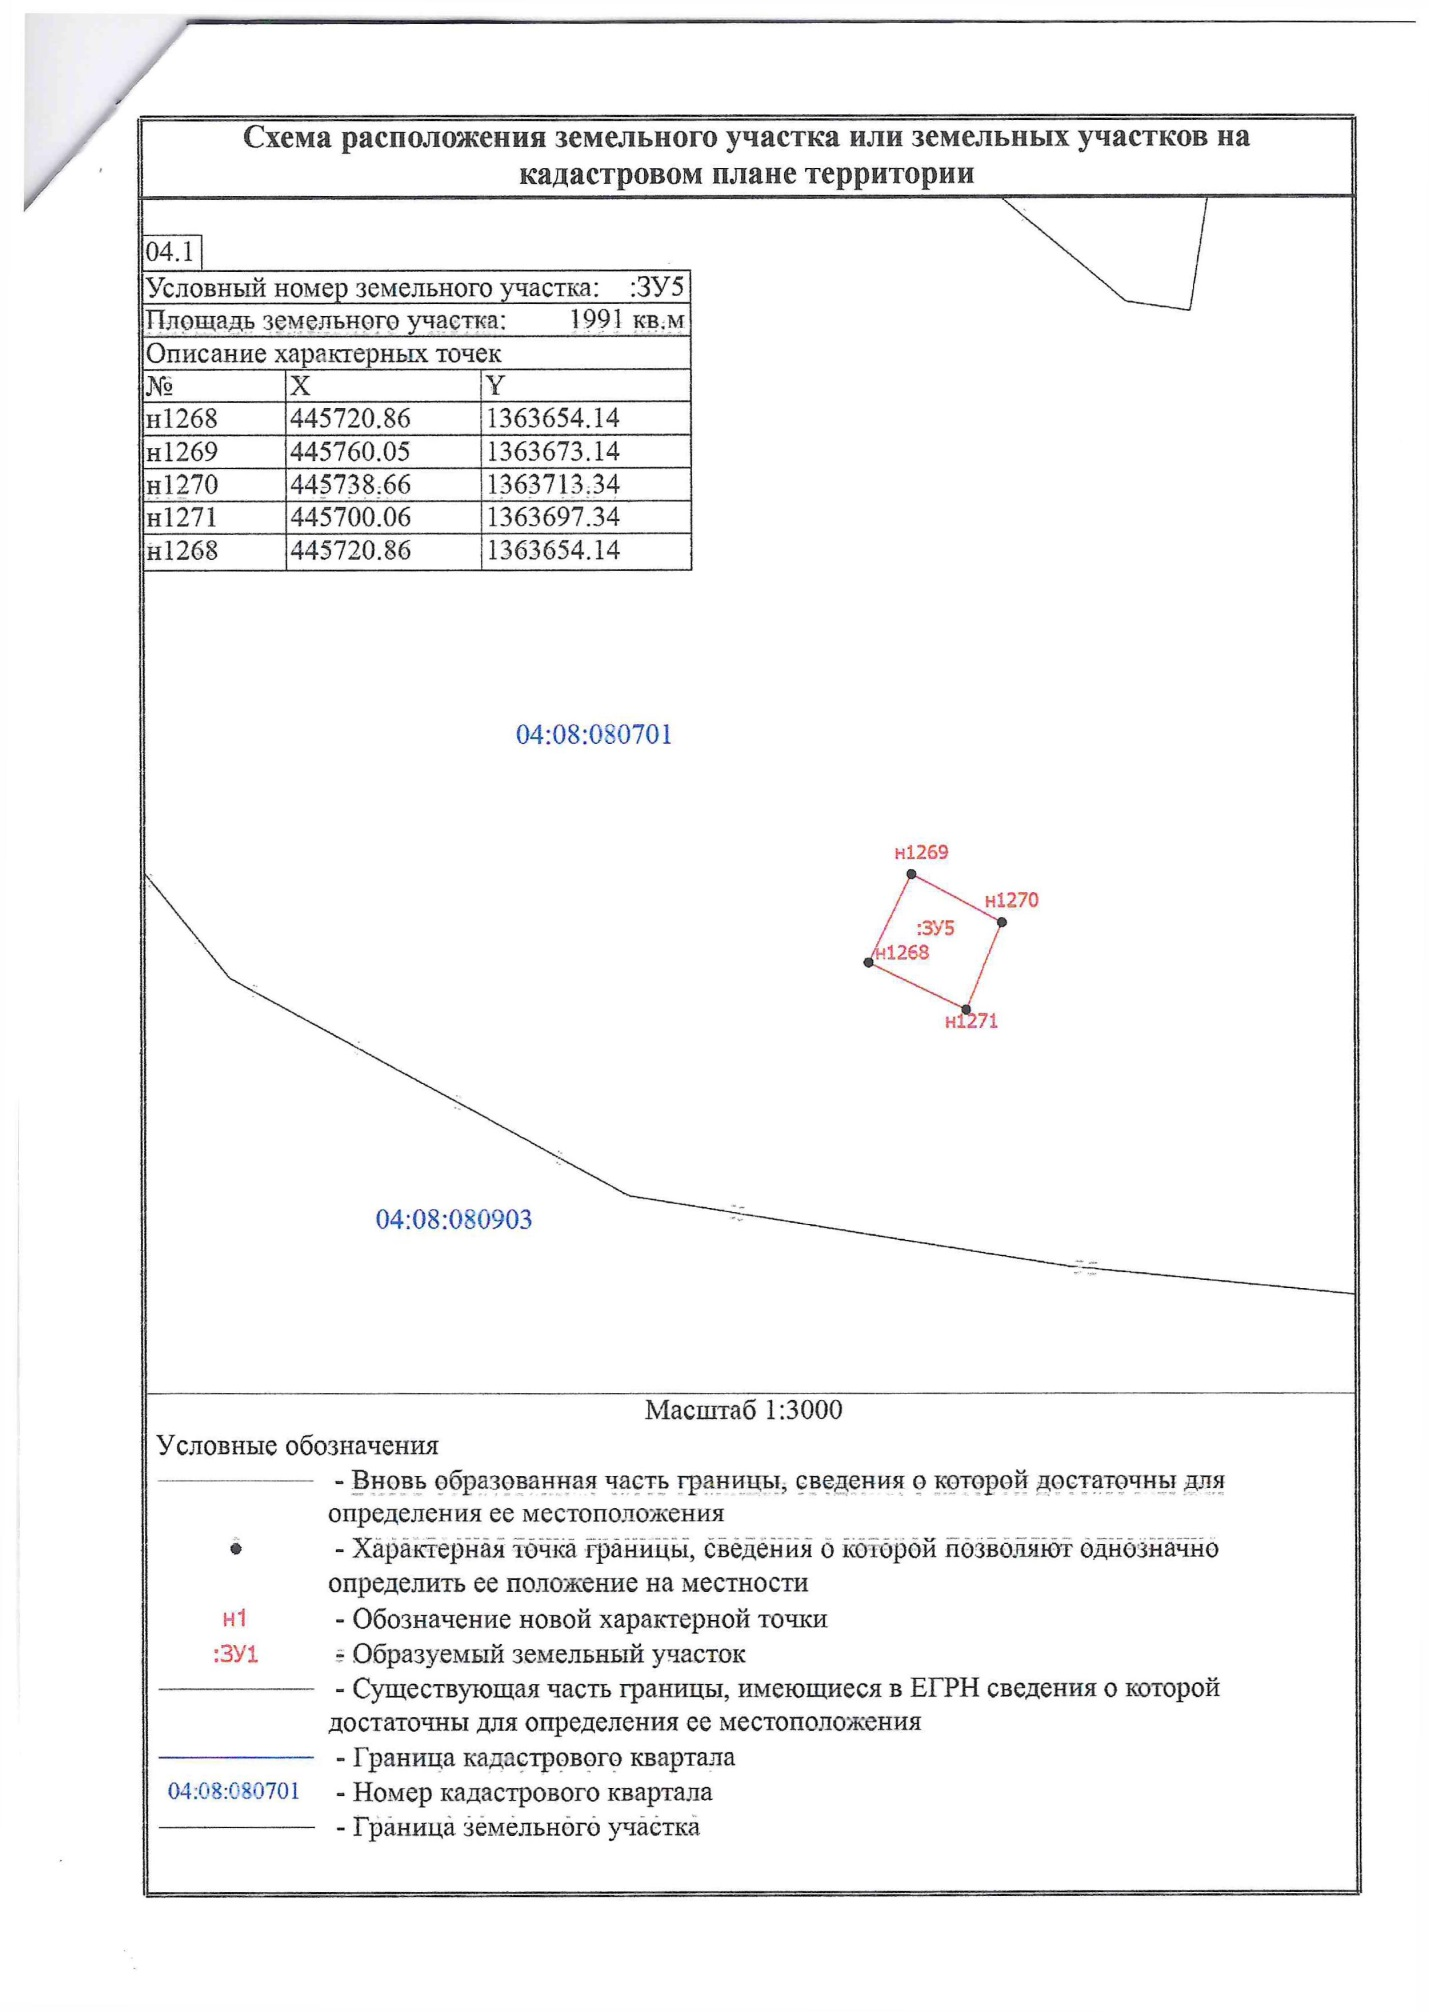 Схема расположения земельного участка или земельных участков на
кадастровом плане территории
04.1
Условный номер земельного участка: :ЗУ5
Площадь земельного участка: 1991 кв.м
Описание характерных точек
№ X Y
н1268 445720.86 1363654.14
н1269 445760.05 1363673.14
н1270 445738.66 1363713.34
н1271 445700.06 1363697.34
н1268 445720.86 1363654.14
04:08:080701
н1269
н1270
:ЗУ5
н1268
н1271
04:08:080903
Масштаб 1:3000
Условные обозначения
- Вновь образованная часть границы, сведения о которой достаточны для
определения ее местоположения
- Характерная точка границы, сведения о которой позволяют однозначно
определить ее положение на местности
н1 - Обозначение новой характерной точки
:ЗУ1 - Образуемый земельный участок
- Существующая часть границы, имеющиеся в ЕГРН сведения о которой
достаточны для определения ее местоположения
- Граница кадастрового квартала
04:08:080701 - Номер кадастрового квартала
- Граница земельного участка